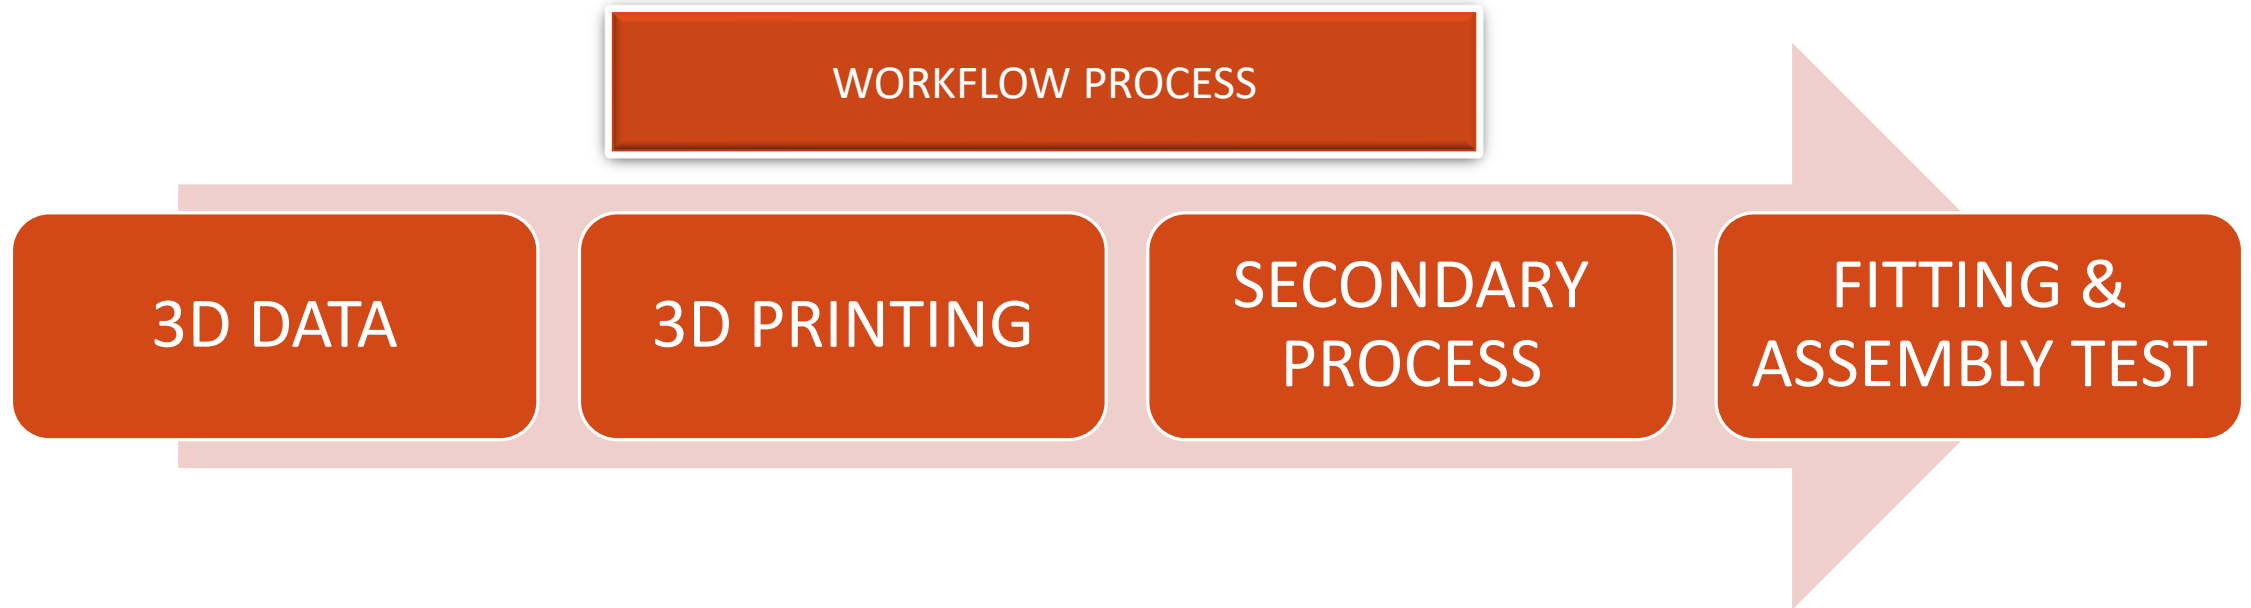 WORKFLOW PROCESS
3D DATA
3D PRINTING
SECONDARY
PROCESS
FITTING &
ASSEMBLY TEST